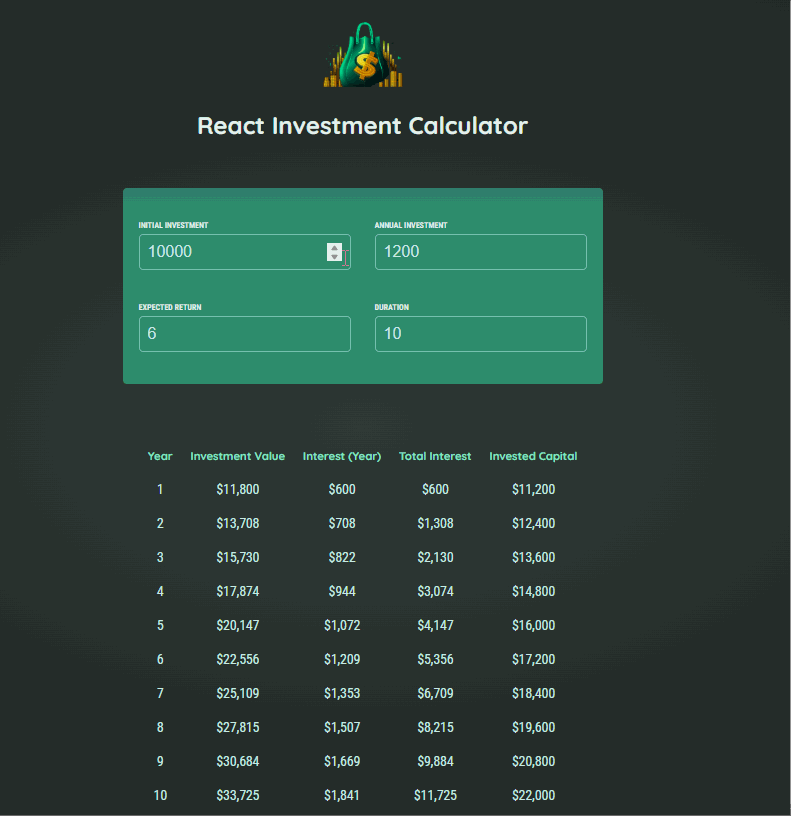 $
React Investment Calculator
INITIAL INVESTMENT ANNUAL INVESTMENT
10000 1200
EXPECTED RETURN DURATION
6 10
Year Investment Value Interest (Year) Total Interest Invested Capital
1 $11,800 $600 $600 $11,200
2 $13,708 $708 $1,308 $12,400
3 $15,730 $822 $2,130 $13,600
4 $17,874 $944 $3,074 $14,800
5 $20,147 $1,072 $4,147 $16,000
6 $22,556 $1,209 $5,356 $17,200
7 $25,109 $1,353 $6,709 $18,400
8 $27,815 $1,507 $8,215 $19,600
9 $30,684 $1,669 $9,884 $20,800
10 $33,725 $1,841 $11,725 $22,000